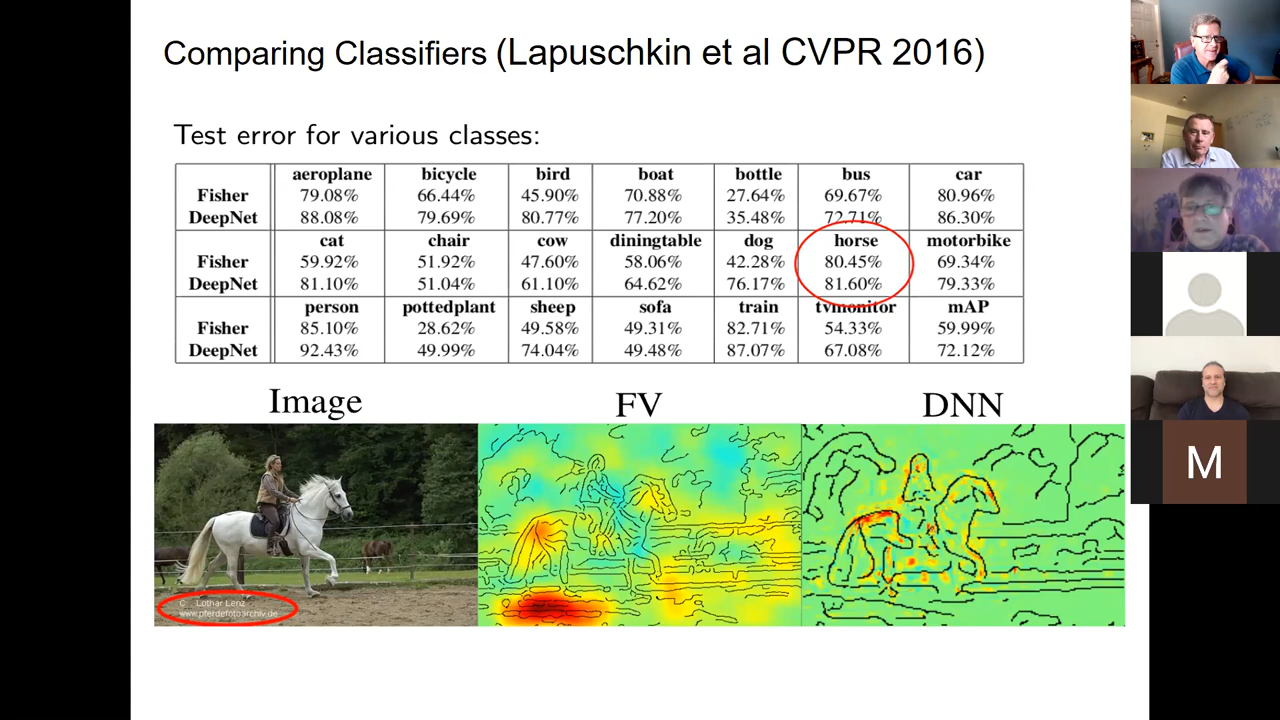 Comparing Classifiers (Lapuschkin et al CVPR 2016)
Test error for various classes:
aeroplane bicycle bird boat bottle bus car
Fisher 79.08% 66.44% 45.90% 70.88% 27.64% 69.67% 80.96%
DeepNet 88.08% 79.69% 80.77% 77.20% 35.48% 72.71% 86.30%
cat chair cow diningtable dog horse motorbike
Fisher 59.92% 51.92% 47.60% 58.06% 42.28% 80.45% 69.34%
DeepNet 81.10% 51.04% 61.10% 64.62% 76.17% 81.60% 79.33%
person pottedplant sheep sofa train tvmonitor mAP
Fisher 85.10% 28.62% 49.58% 49.31% 82.71% 54.33% 59.99%
DeepNet 92.43% 49.99% 74.04% 49.48% 87.07% 67.08% 72.12%
Image FV DNN
C Lothar Lenz
www.pferdefotoarchiv.de
M